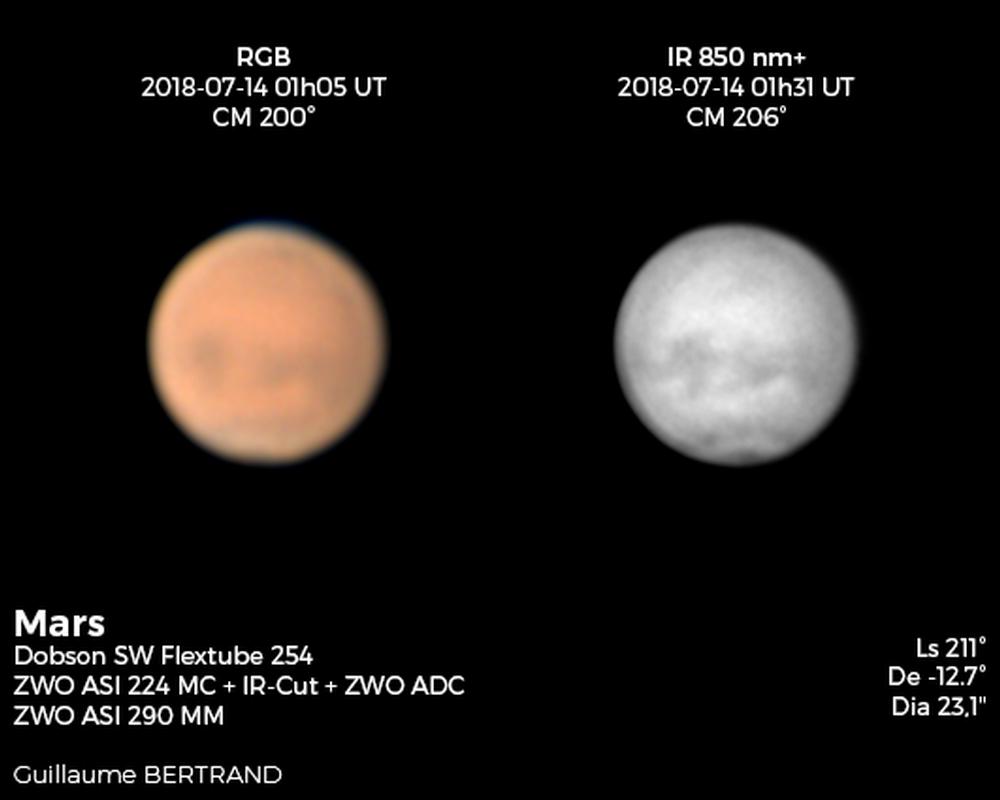 RGB
2018-07-14 01h05 UT
CM 200°
IR 850 nm+
2018-07-14 01h31 UT
CM 206°
Mars
Dobson SW Flextube 254
ZWO ASI 224 MC + IR-Cut + ZWO ADC
ZWO ASI 290 MM
Guillaume BERTRAND
Ls 211°
De -12.7°
Dia 23,1"